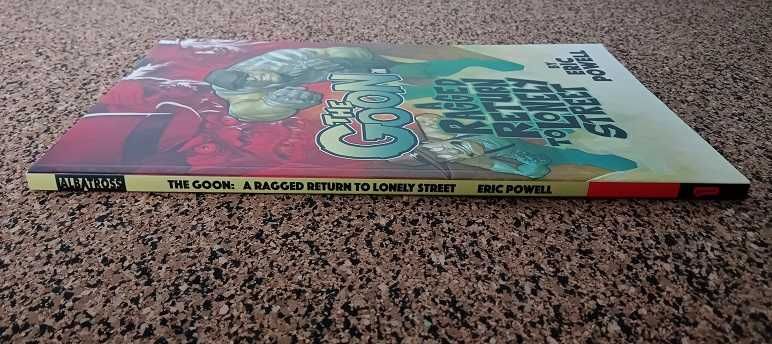 THE
GOON
A
RAGGED
RETURN
TO LONELY
STREET
BY
ERIC
POWELL
ALBATROSS THE GOON: A RAGGED RETURN TO LONELY STREET ERIC POWELL 1